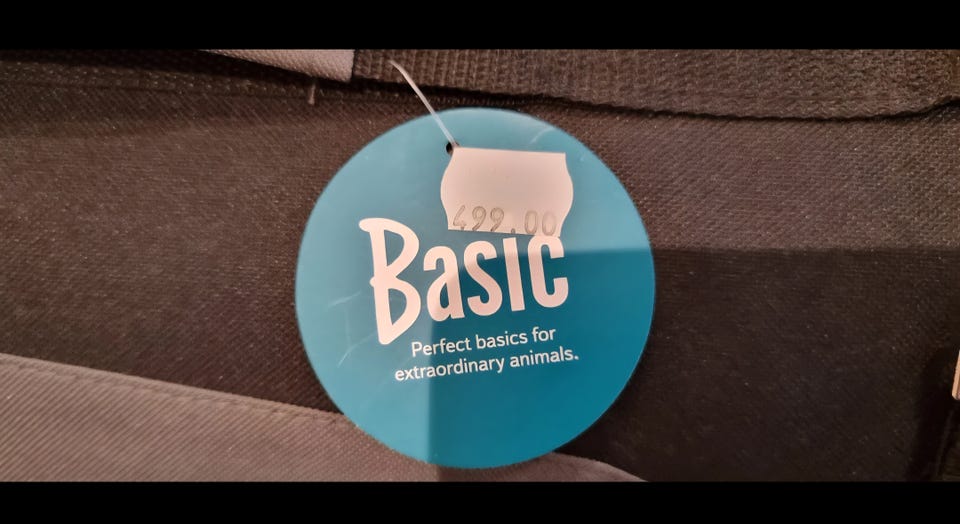 499.00
Basic
Perfect basics for
extraordinary animals.